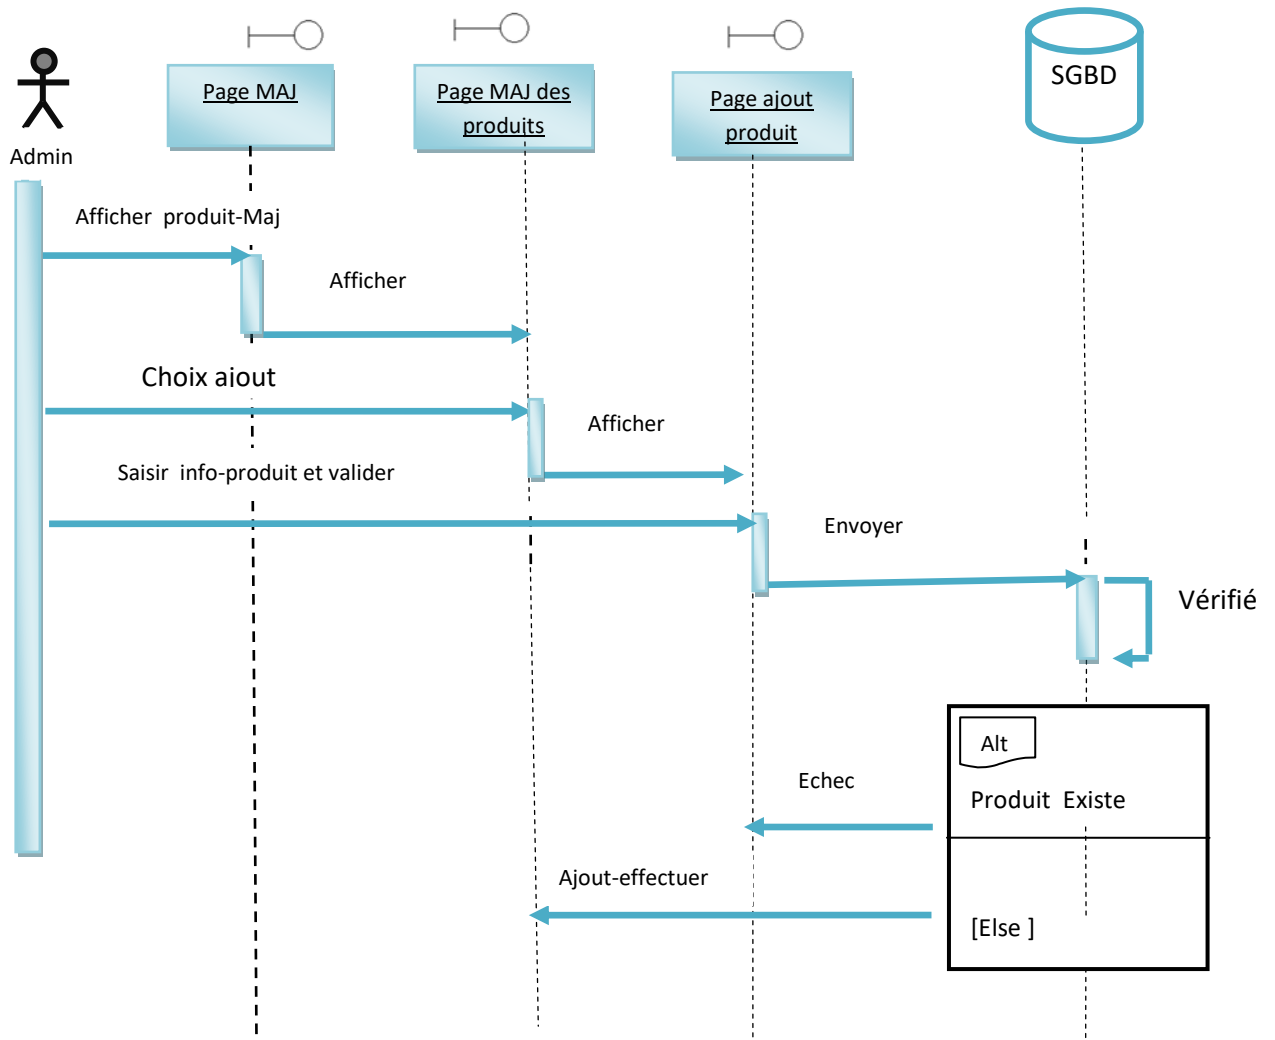 SGBD
Page MAJ
Page MAJ des
produits
Page ajout
produit
Admin
Afficher  produit-Maj
Afficher
Choix ajout
Afficher
Saisir  info-produit et valider
Envoyer
Vérifié
Alt
Echec
Produit  Existe
Ajout-effectuer
[Else ]